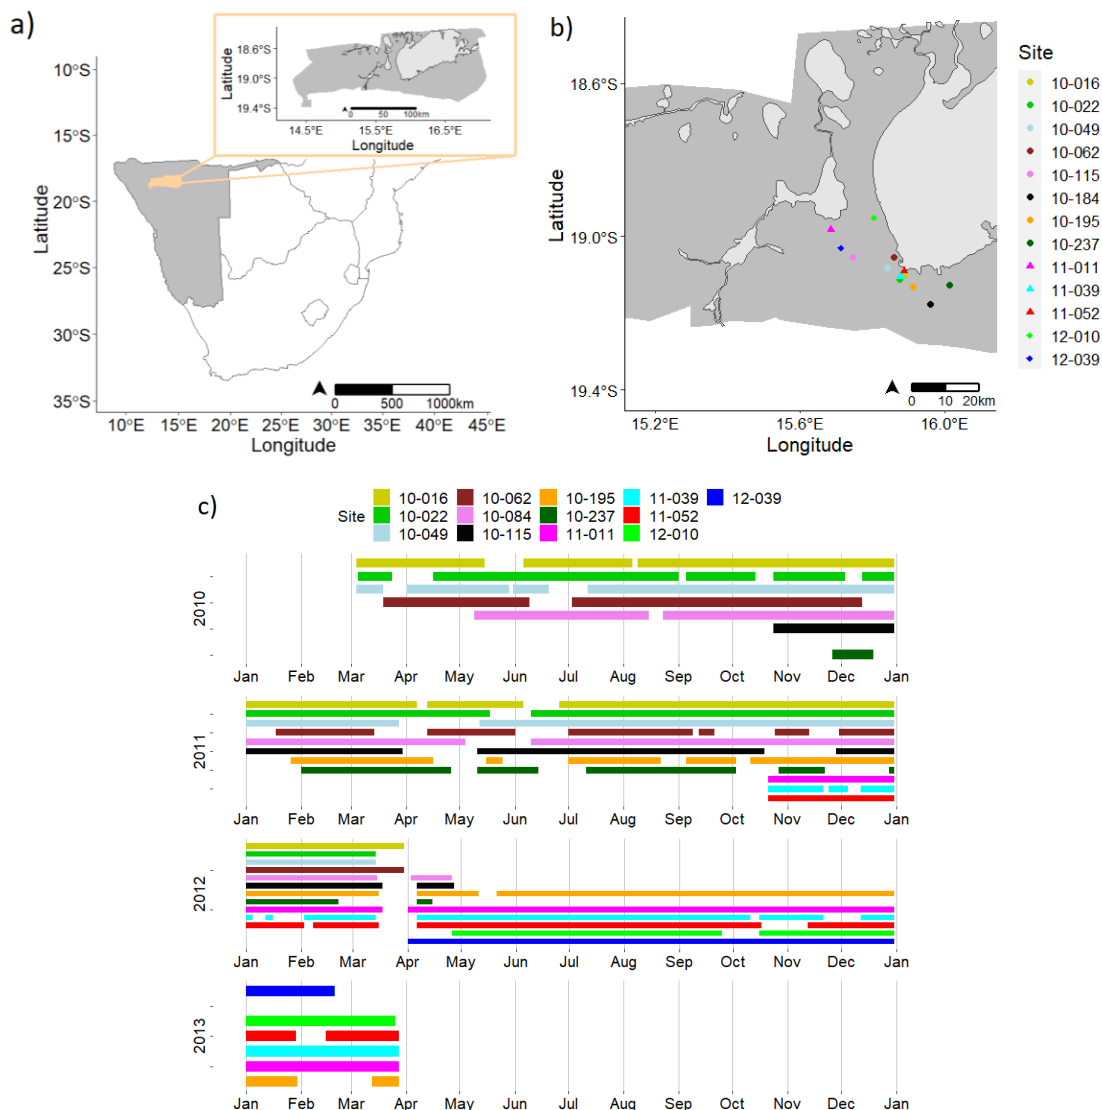 a)
18.6°S
19.0°S
19.4°S
Latitude
0 50 100km
14.5°E 15.5°E 16.5°E
Longitude
10°S
15°S
20°S
25°S
30°S
35°S
Latitude
0 500 1000km
10°E 15°E 20°E 25°E 30°E 35°E 40°E 45°E
Longitude
b)
18.6°S
19.0°S
19.4°S
Latitude
0 10 20km
15.2°E 15.6°E 16.0°E
Longitude
Site
10-016
10-022
10-049
10-062
10-115
10-184
10-195
10-237
11-011
11-039
11-052
12-010
12-039
c)
Site
10-016 10-062 10-195 11-039 12-039
10-022 10-084 10-237 11-052
10-049 10-115 11-011 12-010
2010
Jan Feb Mar Apr May Jun Jul Aug Sep Oct Nov Dec Jan
2011
Jan Feb Mar Apr May Jun Jul Aug Sep Oct Nov Dec Jan
2012
Jan Feb Mar Apr May Jun Jul Aug Sep Oct Nov Dec Jan
2013
Jan Feb Mar Apr May Jun Jul Aug Sep Oct Nov Dec Jan